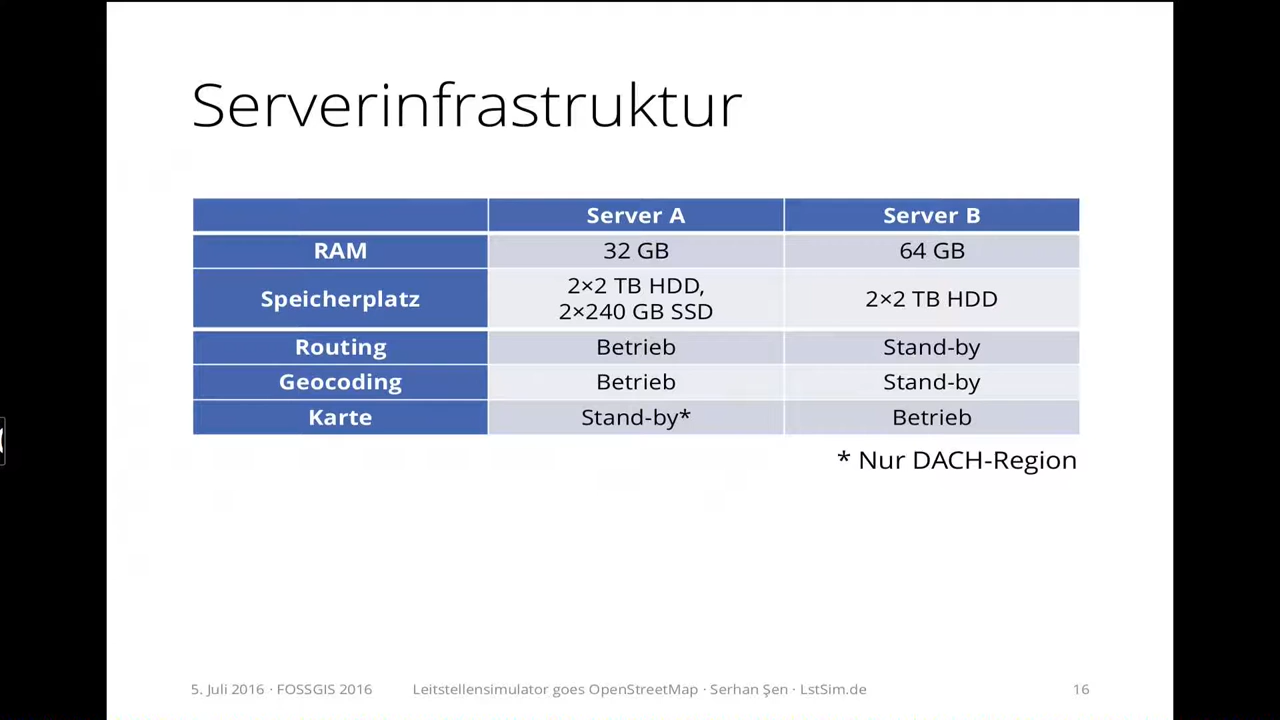 Serverinfrastruktur
Server A Server B
RAM 32 GB 64 GB
Speicherplatz 2×2 TB HDD, 2×2 TB HDD
2×240 GB SSD
Routing Betrieb Stand-by
Geocoding Betrieb Stand-by
Karte Stand-by* Betrieb
* Nur DACH-Region
5. Juli 2016 · FOSSGIS 2016 Leitstellensimulator goes OpenStreetMap · Serhan Şen · LstSim.de 16